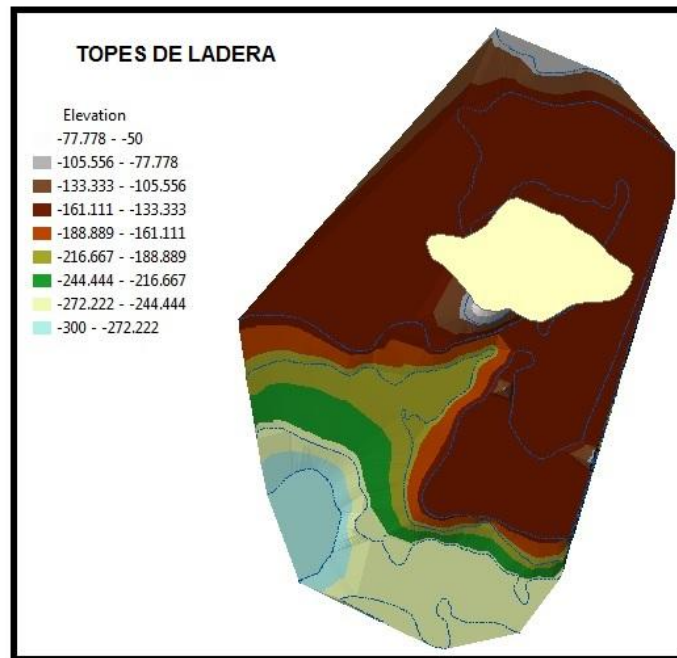 TOPES DE LADERA
Elevation
-77.778 - -50
-105.556 - -77.778
-133.333 - -105.556
-161.111 - -133.333
-188.889 - -161.111
-216.667 - -188.889
-244.444 - -216.667
-272.222 - -244.444
-300 - -272.222